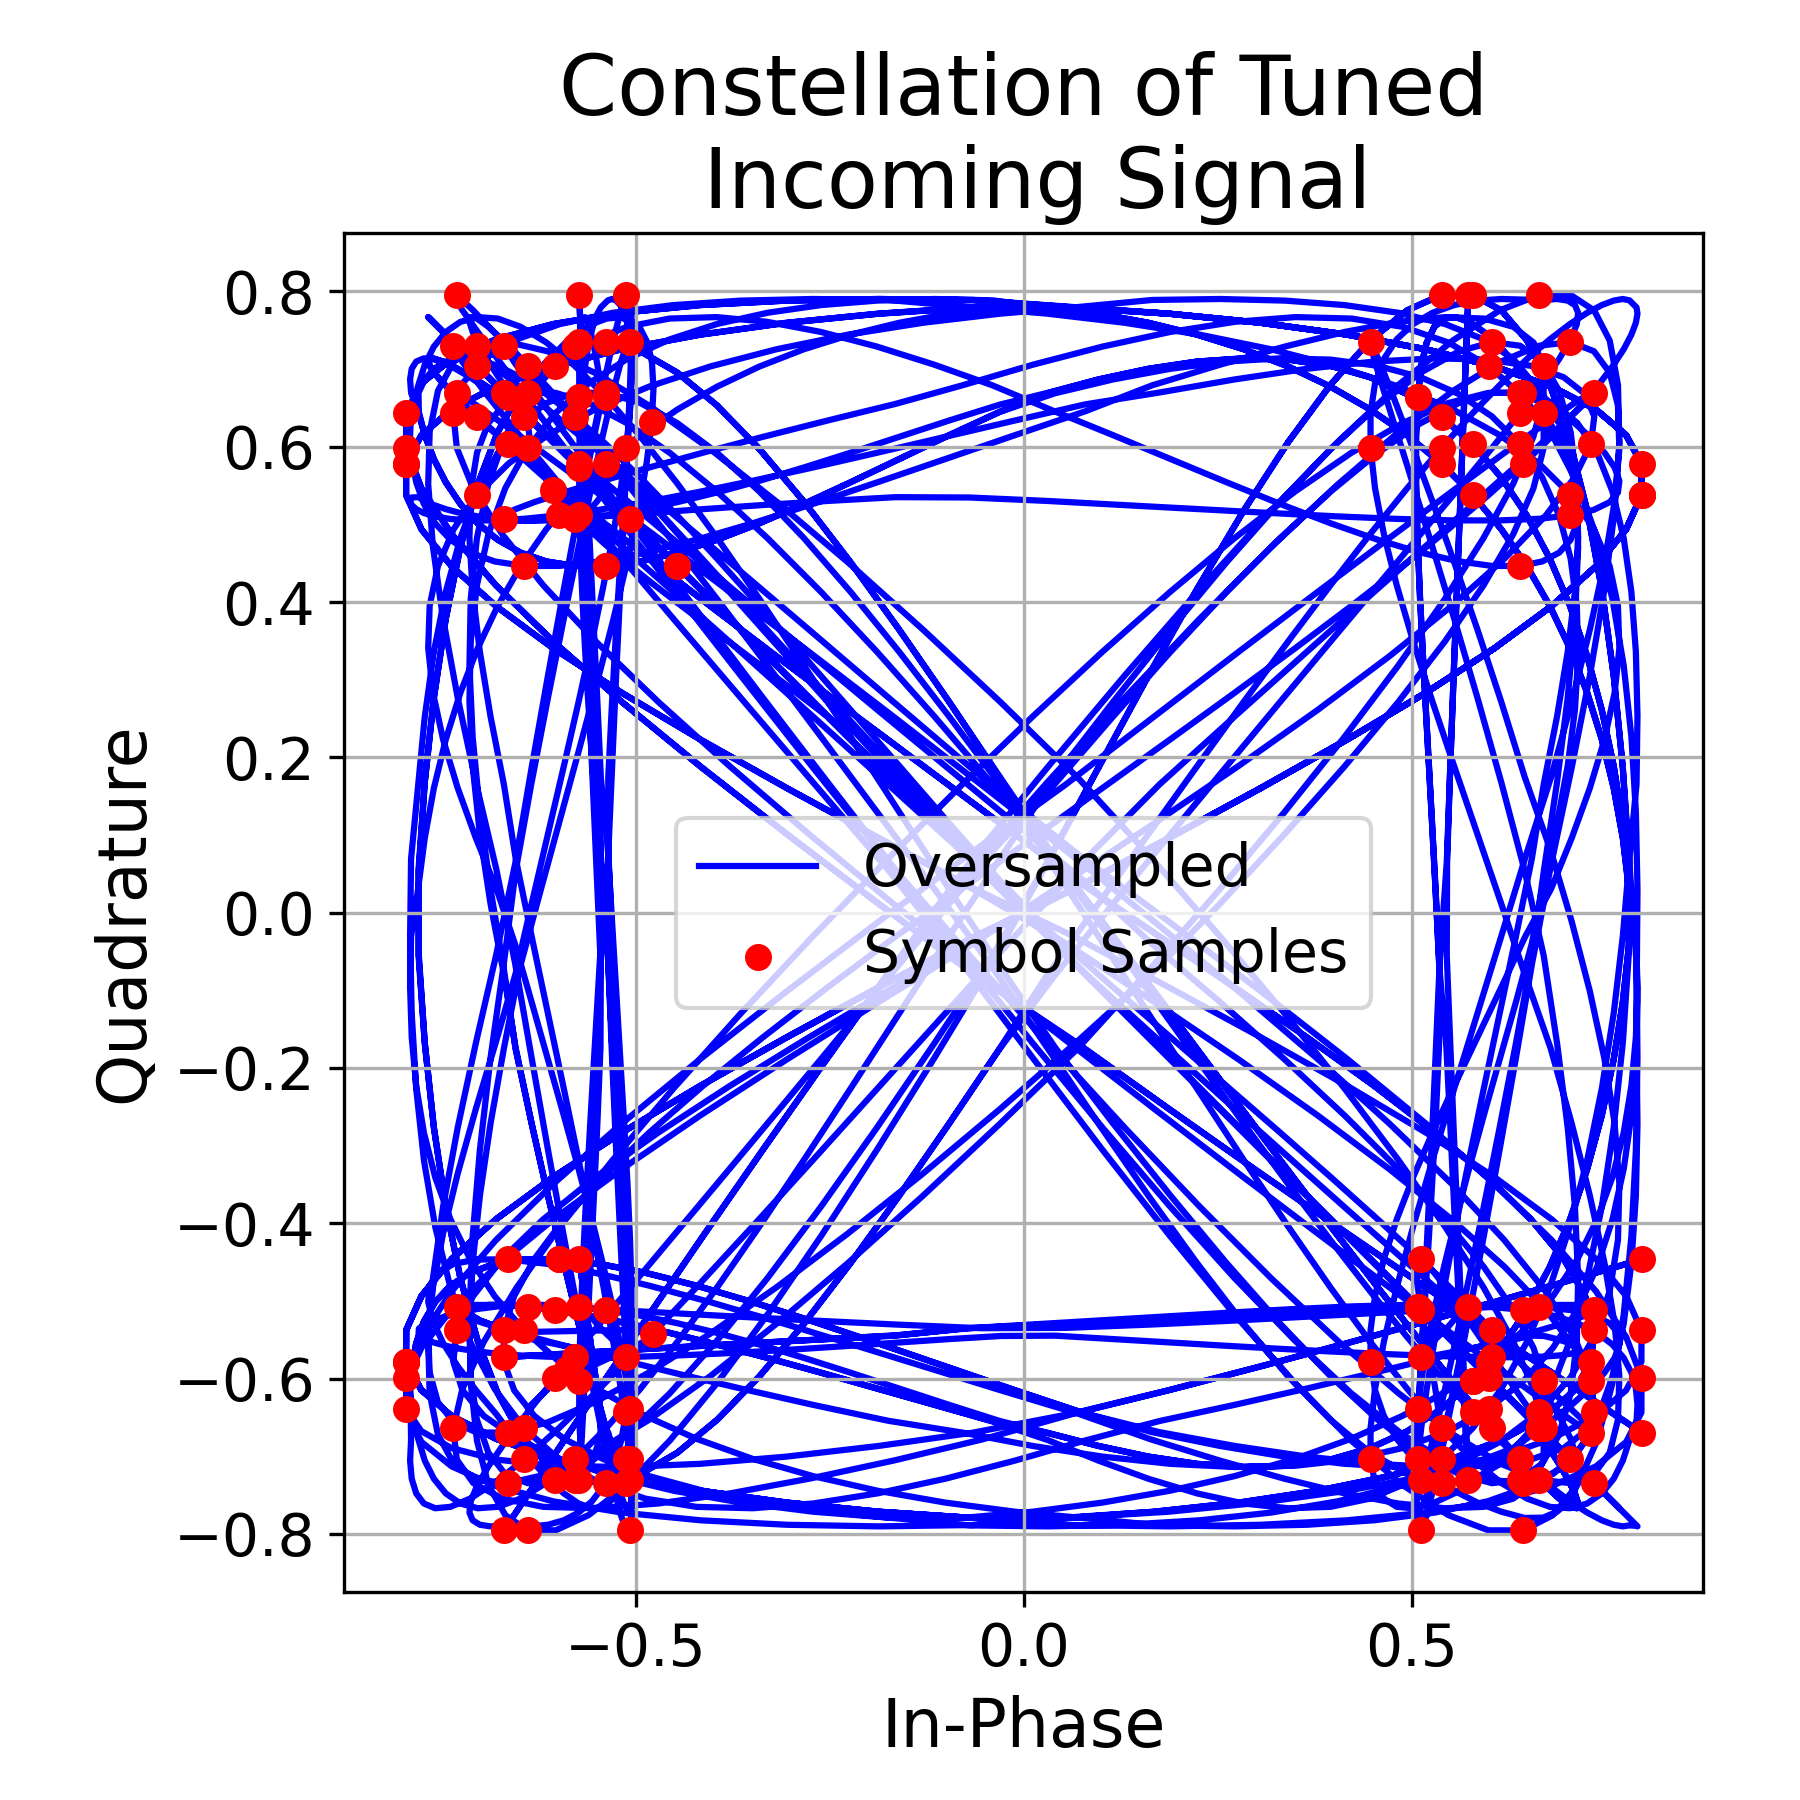 Constellation of Tuned
Incoming Signal
0.8
0.6
0.4
0.2
0.0
−0.2
−0.4
−0.6
−0.8
Quadrature
Oversampled
Symbol Samples
−0.5 0.0 0.5
In-Phase